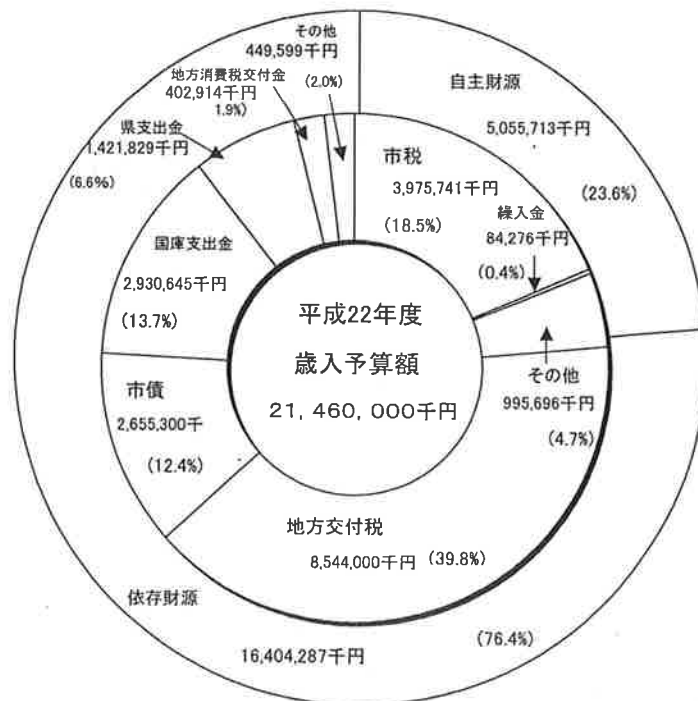 その他
449,599千円
(2.0%)
地方消費税交付金
402,914千円
1.9%)
県支出金
1,421,829千円
(6.6%)
国庫支出金
2,930,645千円
(13.7%)
市債
2,655,300千
(12.4%)
自主財源
5,055,713千円
(23.6%)
市税
3,975,741千円
(18.5%)
繰入金
84,276千円
(0.4%)
その他
995,696千円
(4.7%)
平成22年度
歳入予算額
21,460,000千円
地方交付税
8,544,000千円 (39.8%)
依存財源
16,404,287千円
(76.4%)